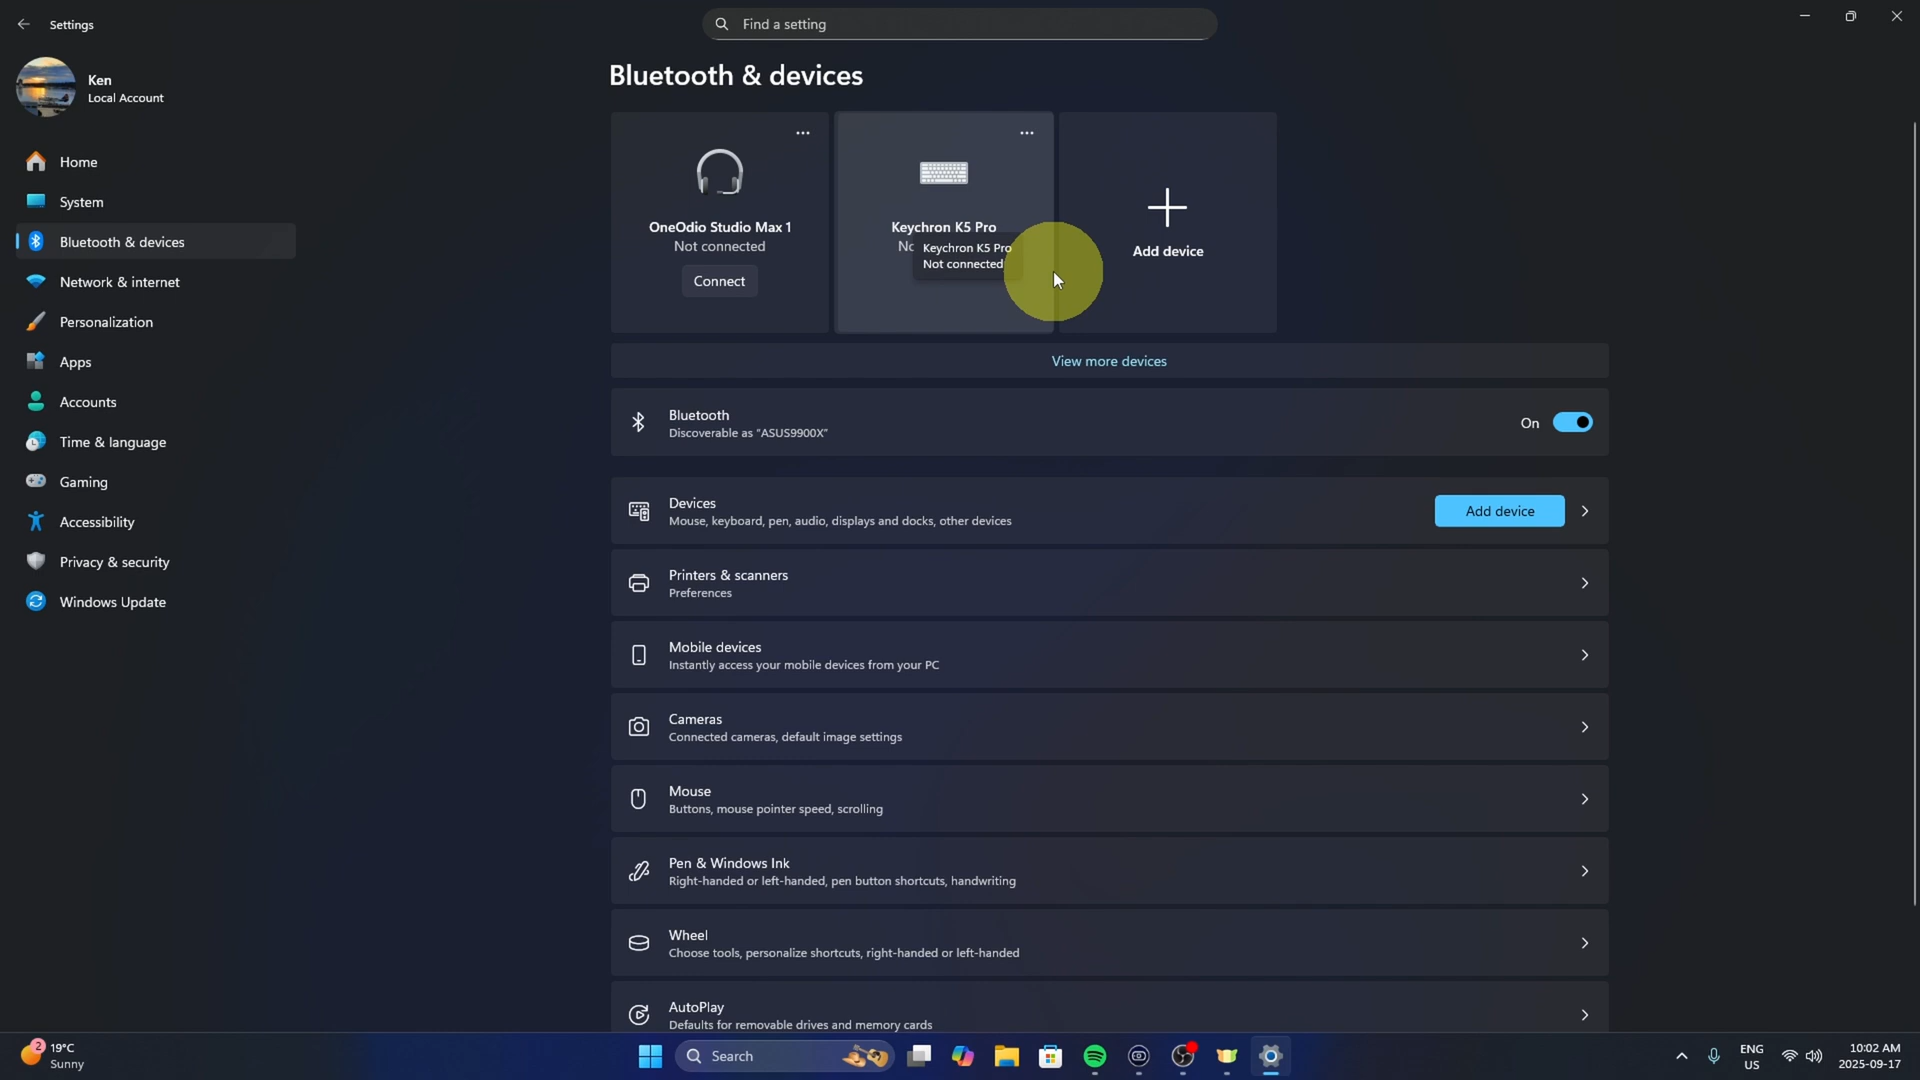 Settings
Find a setting
Ken
Local Account
Home
System
Bluetooth & devices
Network & internet
Personalization
Apps
Accounts
Time & language
Gaming
Accessibility
Privacy & security
Windows Update
Bluetooth & devices
OneOdio Studio Max 1
Not connected
Connect
Keychron K5 Pro
Keychron K5 Pro
Not connected
Add device
View more devices
Bluetooth
Discoverable as "ASUS9900X"
On
Devices
Mouse, keyboard, pen, audio, displays and docks, other devices
Add device
Printers & scanners
Preferences
Mobile devices
Instantly access your mobile devices from your PC
Cameras
Connected cameras, default image settings
Mouse
Buttons, mouse pointer speed, scrolling
Pen & Windows Ink
Right-handed or left-handed, pen button shortcuts, handwriting
Wheel
Choose tools, personalize shortcuts, right-handed or left-handed
AutoPlay
Defaults for removable drives and memory cards
2
19°C
Sunny
Search
ENG
US
10:02 AM
2025-09-17